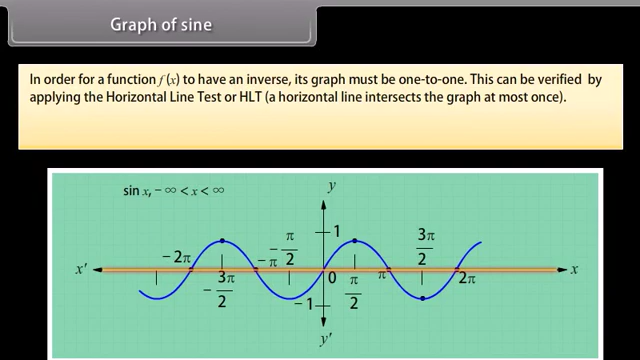 Graph of sine
In order for a function f (x) to have an inverse, its graph must be one-to-one. This can be verified by
applying the Horizontal Line Test or HLT (a horizontal line intersects the graph at most once).
sin x, − ∞ < x < ∞
y
1
− 2π
− π
− π/2
3π/2
x′
x
− 3π/2
0
π/2
π
2π
− 1
y′